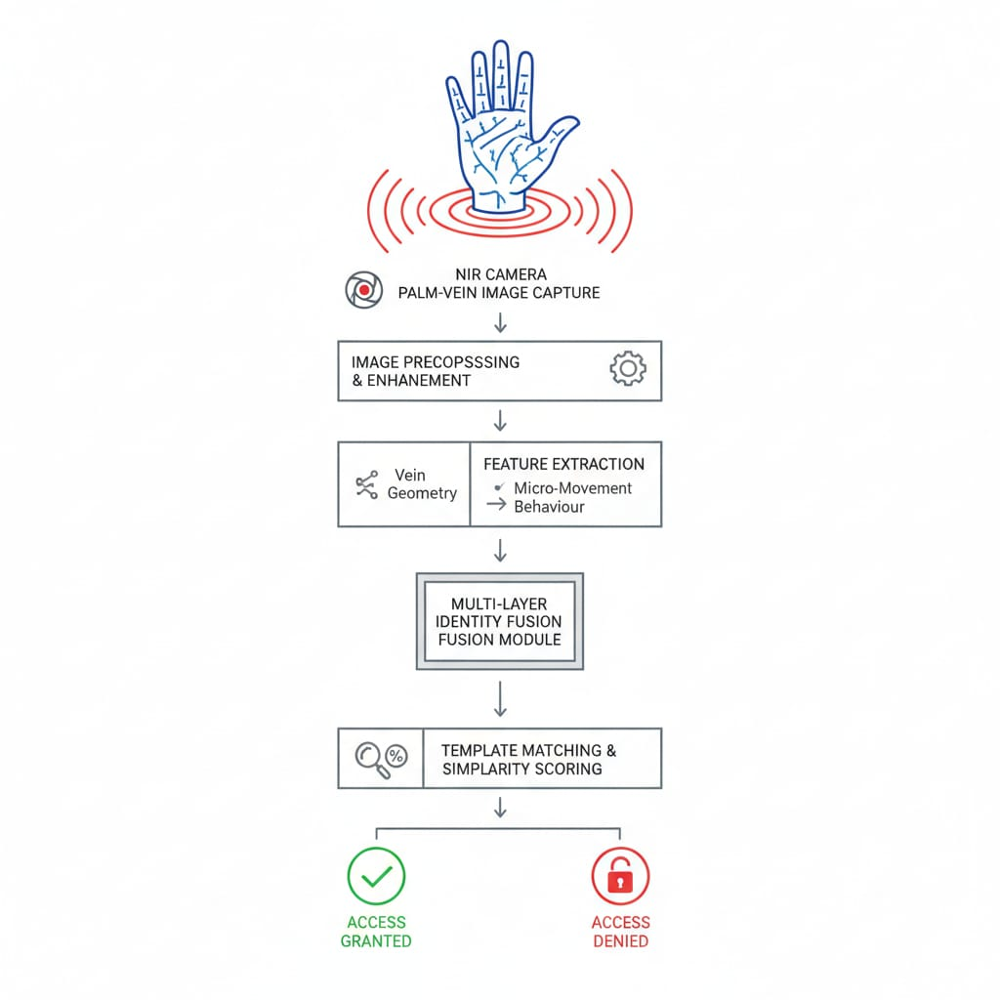 NIR CAMERA
PALM-VEIN IMAGE CAPTURE
IMAGE PRECOPSSSING
& ENHANEMENT
Vein
Geometry
FEATURE EXTRACTION
Micro-Movement
Behaviour
MULTI-LAYER
IDENTITY FUSION
FUSION MODULE
%
TEMPLATE MATCHING &
SIMPLARITY SCORING
ACCESS
GRANTED
ACCESS
DENIED